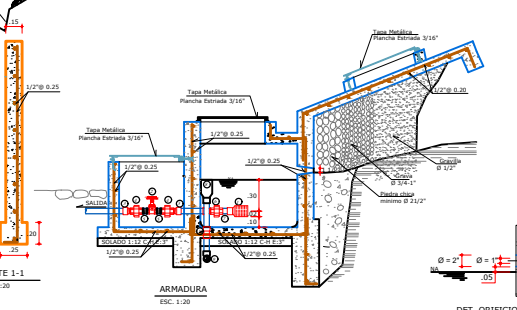 .15
1/2"@ 0.25
.20
.25
TE 1-1
:20
Tapa Metálica
Plancha Estriada 3/16"
Tapa Metálica
Plancha Estriada 3/16"
Tapa Metálica
Plancha Estriada 3/16"
1/2"@ 0.20
1/2"@ 0.25
1/2"@ 0.25
1/2"@ 0.25
Gravilla
Ø 1/2"
Grava
Ø 3/4-1"
Piedra chica
minimo Ø 21/2"
SALIDA
.30
.10
SOLADO 1:12 C-H E:3"
SOLADO 1:12 C-H E:3"
1/2"@ 0.25
1/2"@ 0.25
ARMADURA
ESC. 1:20
Ø = 2"
Ø = 1"
NA
.05
DET. ORIFICIO